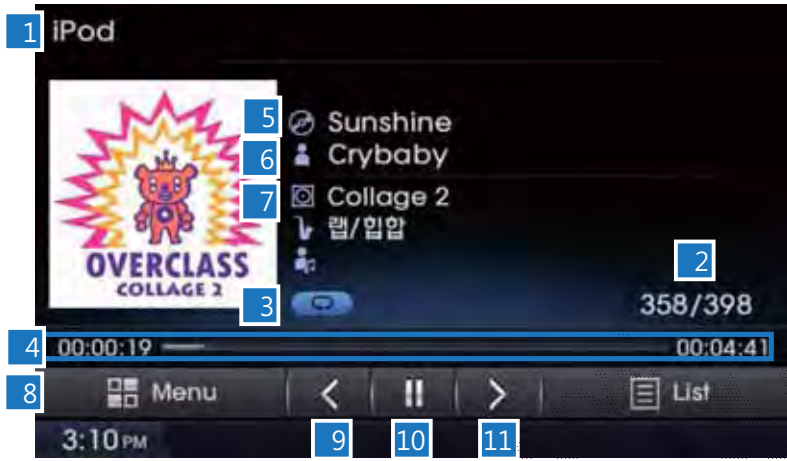 1 iPod
5 Sunshine
6 Crybaby
7 Collage 2
랩/힙합
OVERCLASS
COLLAGE 2
2
3 358/398
4 00:00:19 00:04:41
8 Menu List
3:10 PM 9 10 11